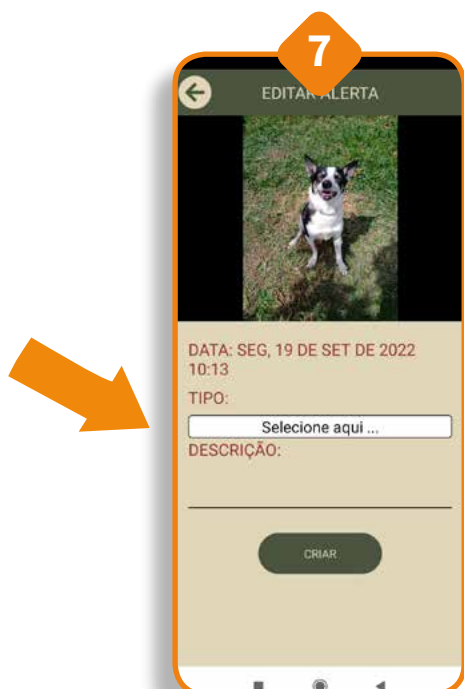 7
EDITAR ALERTA
DATA: SEG, 19 DE SET DE 2022
10:13
TIPO:
Selecione aqui ...
DESCRIÇÃO:
CRIAR